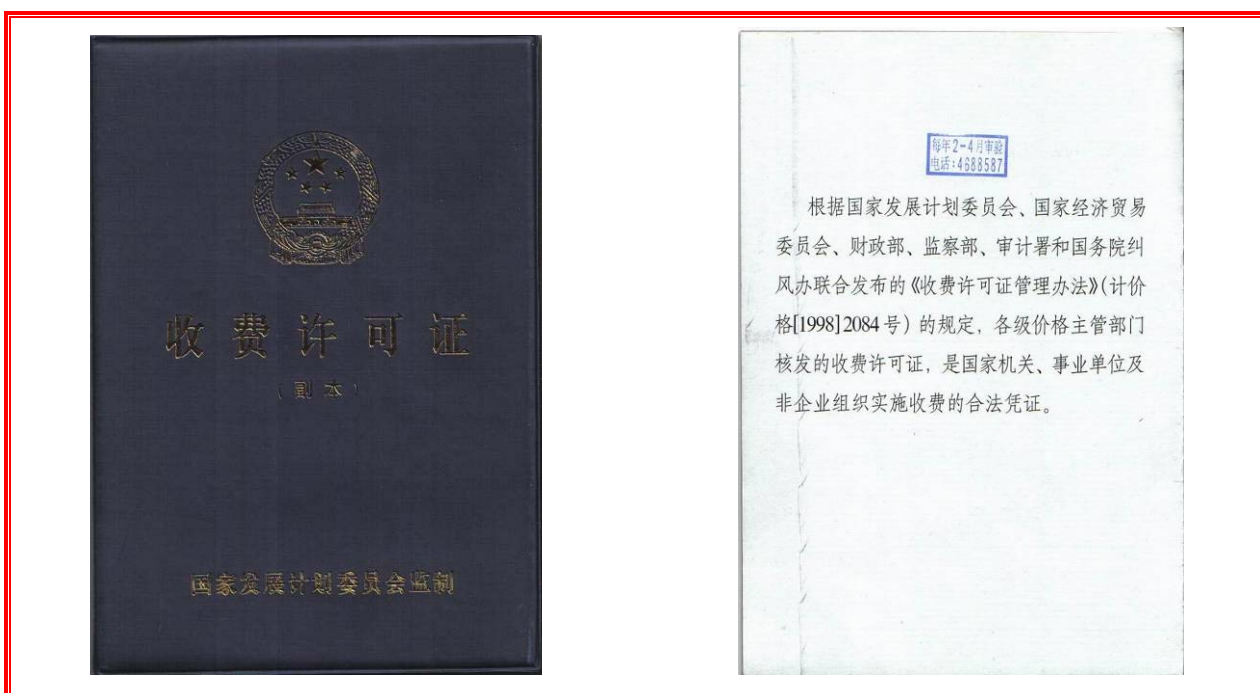 收费许可证
（副本）
国家发展计划委员会监制
每年2-4月审验
电话:4688587
根据国家发展计划委员会、国家经济贸易
委员会、财政部、监察部、审计署和国务院纠
风办联合发布的《收费许可证管理办法》（计价
格[1998]2084号）的规定，各级价格主管部门
核发的收费许可证，是国家机关、事业单位及
非企业组织实施收费的合法凭证。